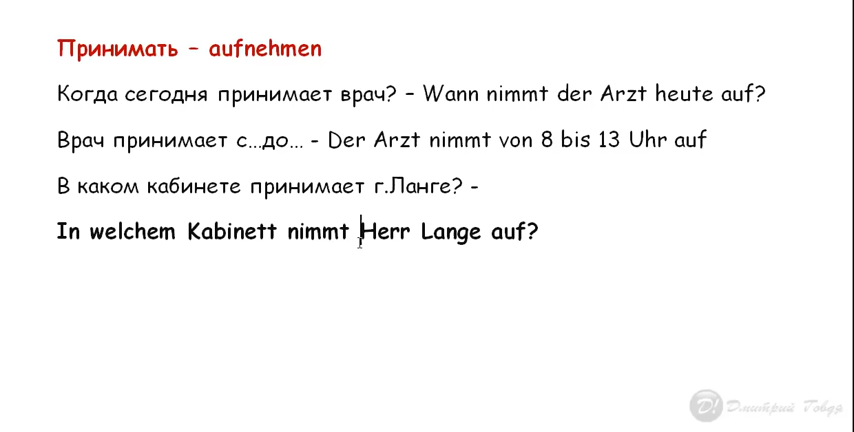 Принимать – aufnehmen
Когда сегодня принимает врач? – Wann nimmt der Arzt heute auf?
Врач принимает с...до... - Der Arzt nimmt von 8 bis 13 Uhr auf
В каком кабинете принимает г.Ланге? -
In welchem Kabinett nimmt Herr Lange auf?
D! Дмитрий Говдя